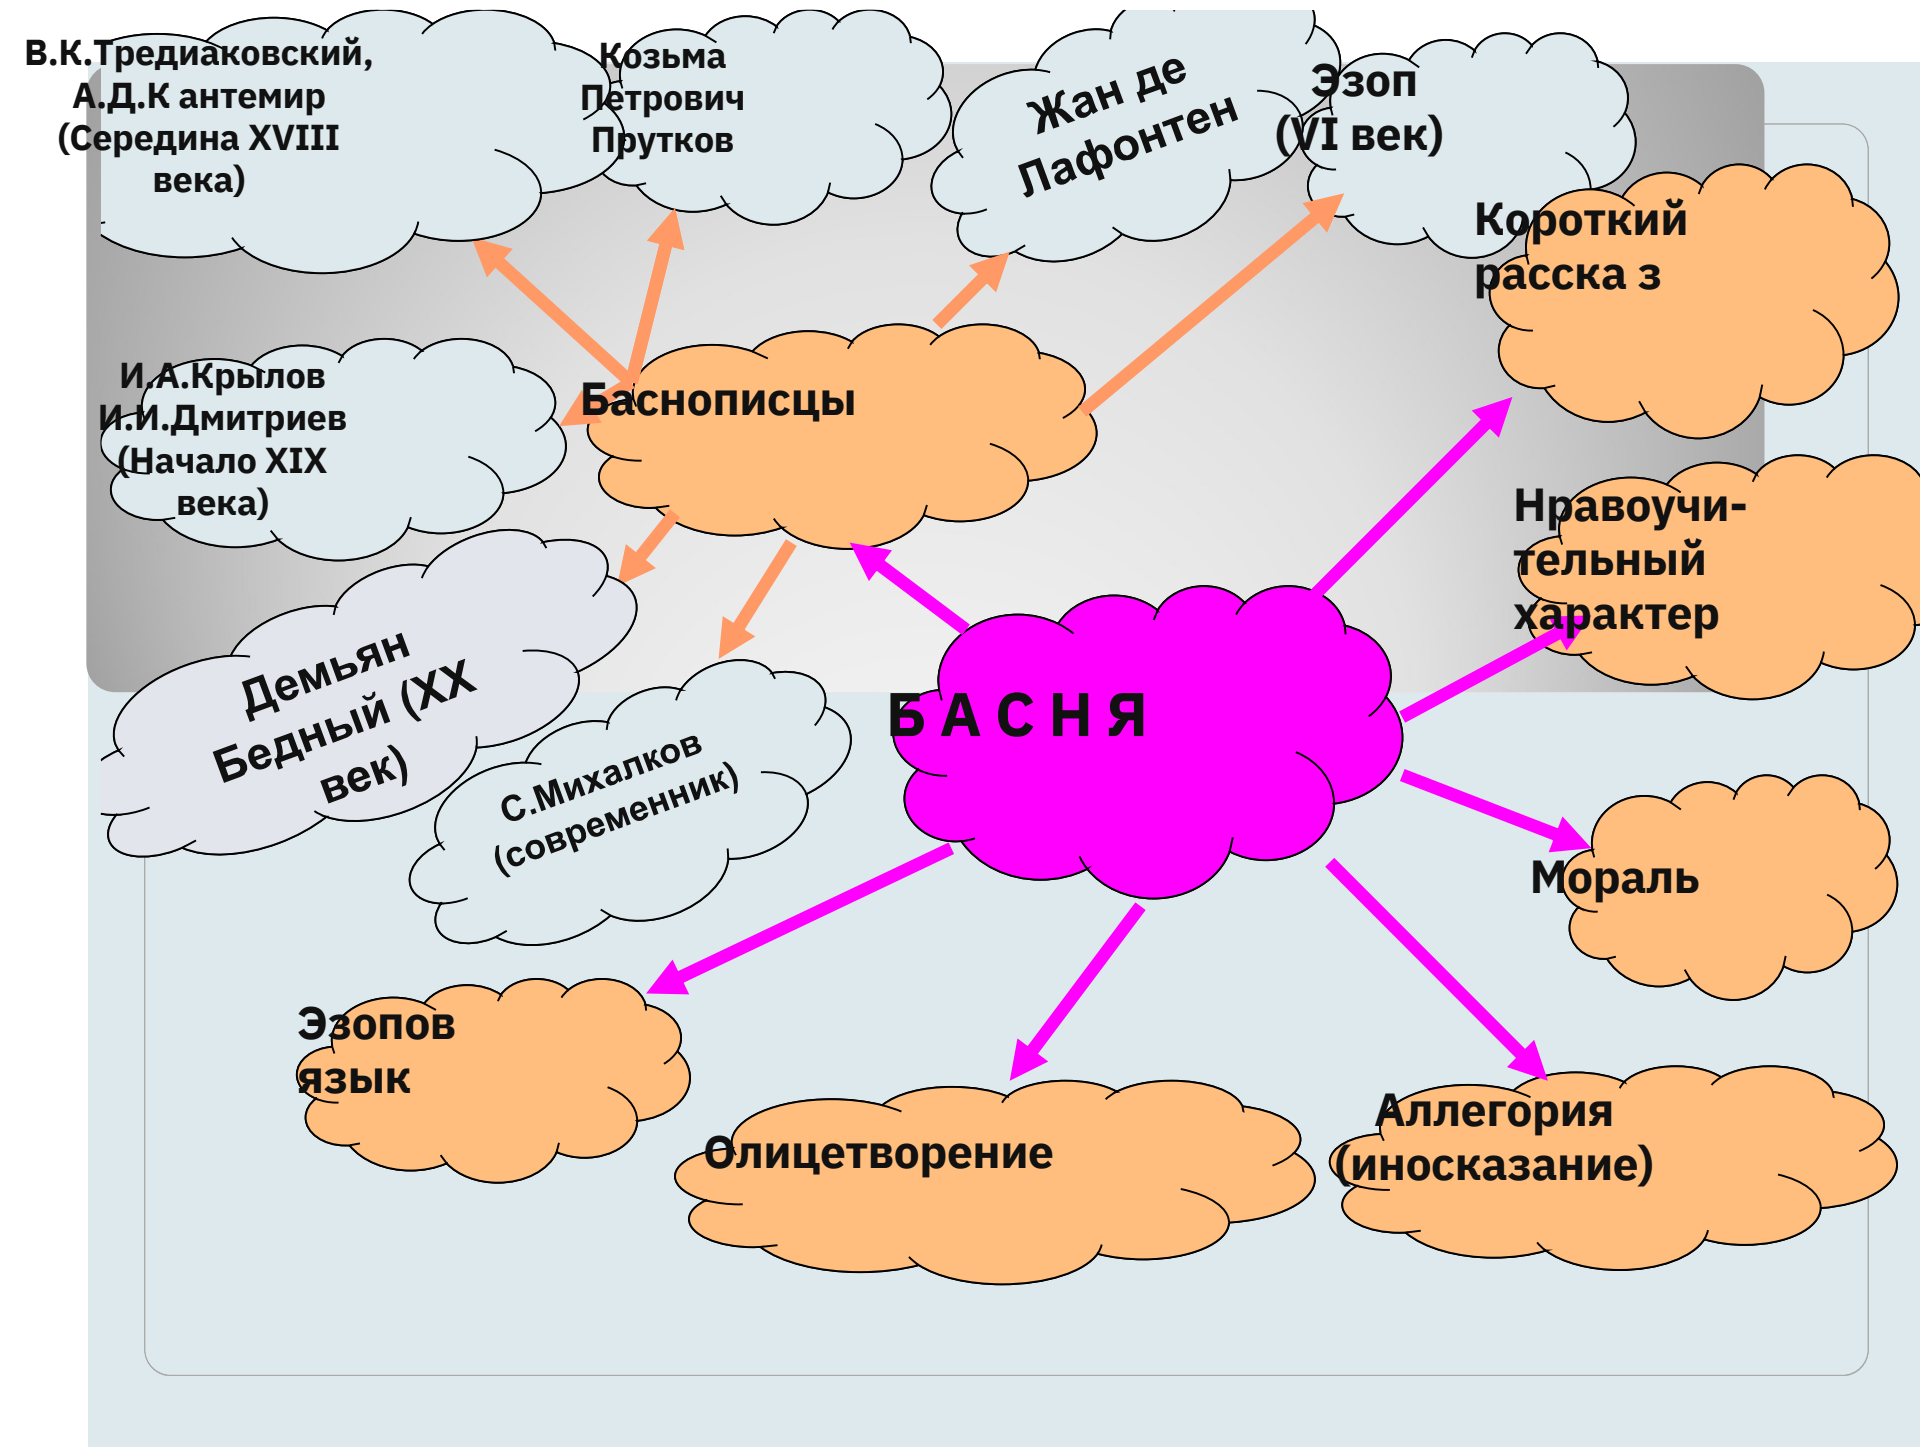 В.К.Тредиаковский,
А.Д.К антемир
(Середина XVIII
века)
Козьма
Петрович
Прутков
Жан де
Лафонтен
Эзоп
(VI век)
Короткий
расска з
И.А.Крылов
И.И.Дмитриев
(Начало XIX
века)
Баснописцы
Нравоучи-
тельный
характер
Демьян
Бедный (XX
век)
С.Михалков
(современник)
Б А С Н Я
Мораль
Эзопов
язык
Олицетворение
Аллегория
(иносказание)